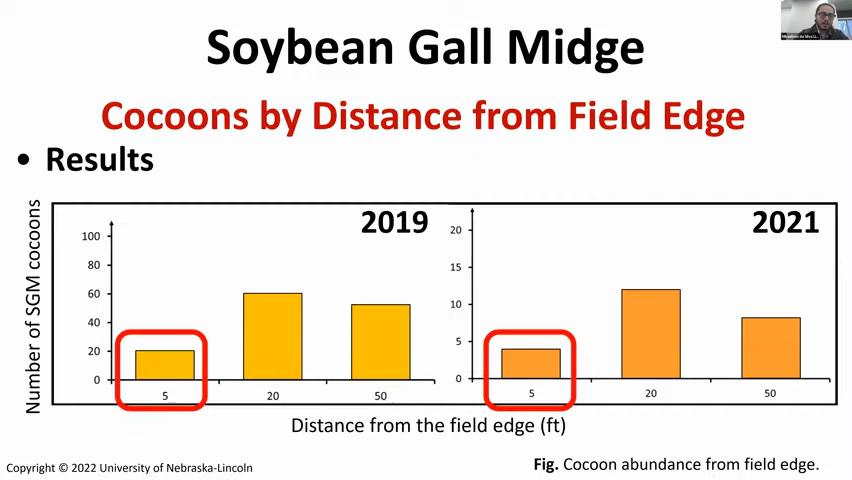 Soybean Gall Midge
Cocoons by Distance from Field Edge
• Results
Number of SGM cocoons
2019
100
80
60
40
20
0
5
20
50
2021
20
15
10
5
0
5
20
50
Distance from the field edge (ft)
Copyright © 2022 University of Nebraska-Lincoln
Fig. Cocoon abundance from field edge.